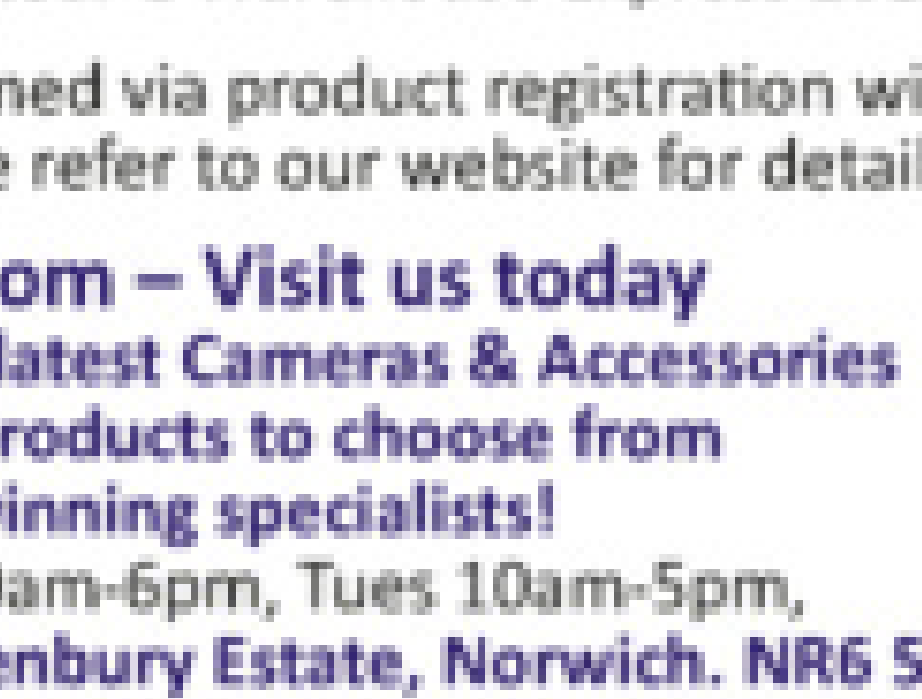 ned via product registration wi
e refer to our website for detail
om – Visit us today
latest Cameras & Accessories
roducts to choose from
inning specialists!
am-6pm, Tues 10am-5pm,
enbury Estate, Norwich. NR6 5